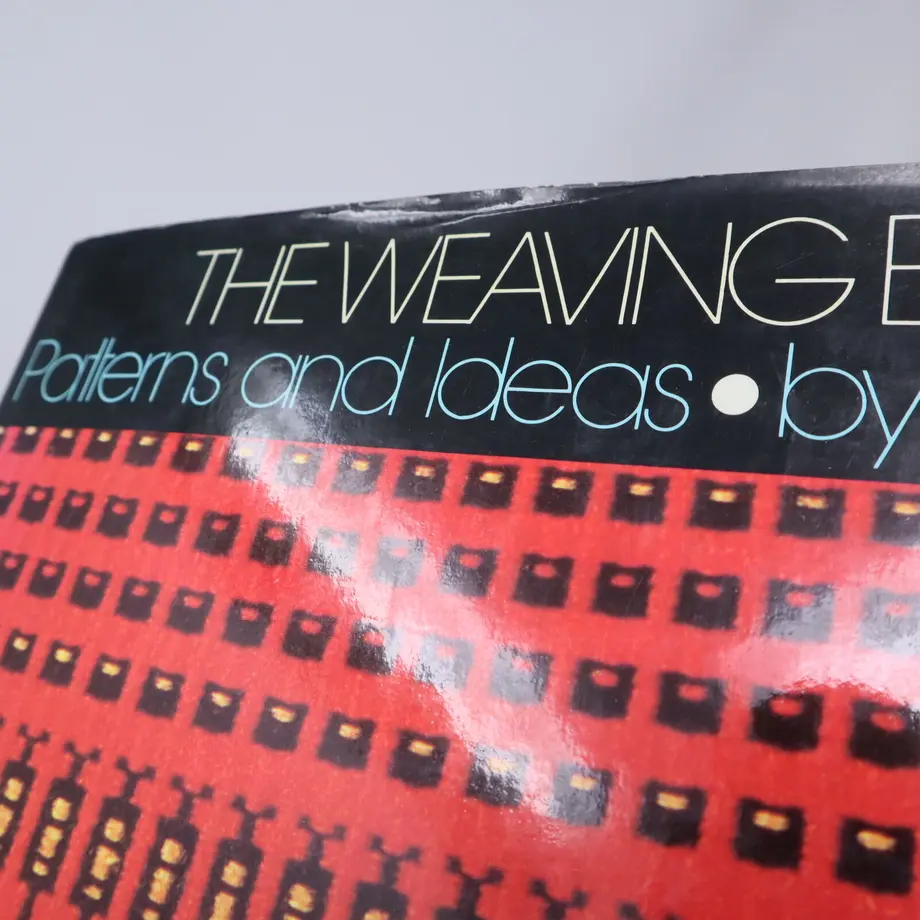 THE WEAVING
Patterns and Ideas • by